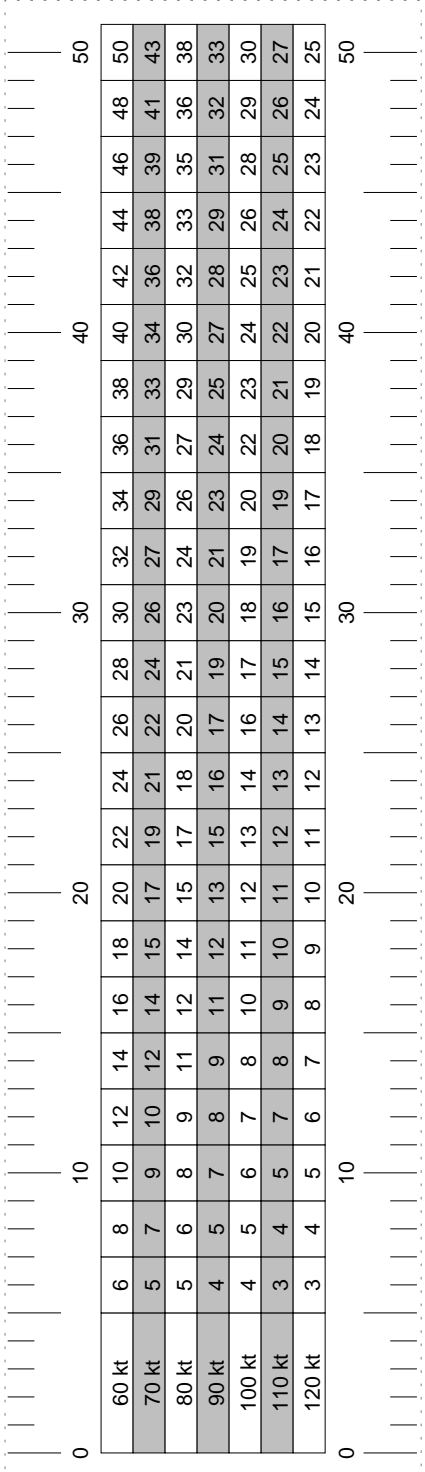 0 10 20 30 40 50
60 kt 6 8 10 12 14 16 18 20 22 24 26 28 30 32 34 36 38 40 42 44 46 48 50
70 kt 5 7 9 10 12 14 15 17 19 21 22 24 26 27 29 31 33 34 36 38 39 41 43
80 kt 5 6 8 9 11 12 14 15 17 18 20 21 23 24 26 27 29 30 32 33 35 36 38
90 kt 4 5 7 8 9 11 12 13 15 16 17 19 20 21 23 24 25 27 28 29 31 32 33
100 kt 4 5 6 7 8 10 11 12 13 14 16 17 18 19 20 22 23 24 25 26 28 29 30
110 kt 3 4 5 7 8 9 10 11 12 13 14 15 16 17 19 20 21 22 23 24 25 26 27
120 kt 3 4 5 6 7 8 9 10 11 12 13 14 15 16 17 18 19 20 21 22 23 24 25
0 10 20 30 40 50